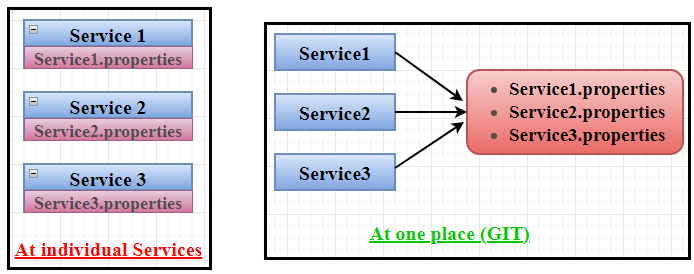 Service 1
Service1.properties
Service 2
Service2.properties
Service 3
Service3.properties
At individual Services
Service1
Service2
Service3
Service1.properties
Service2.properties
Service3.properties
At one place (GIT)